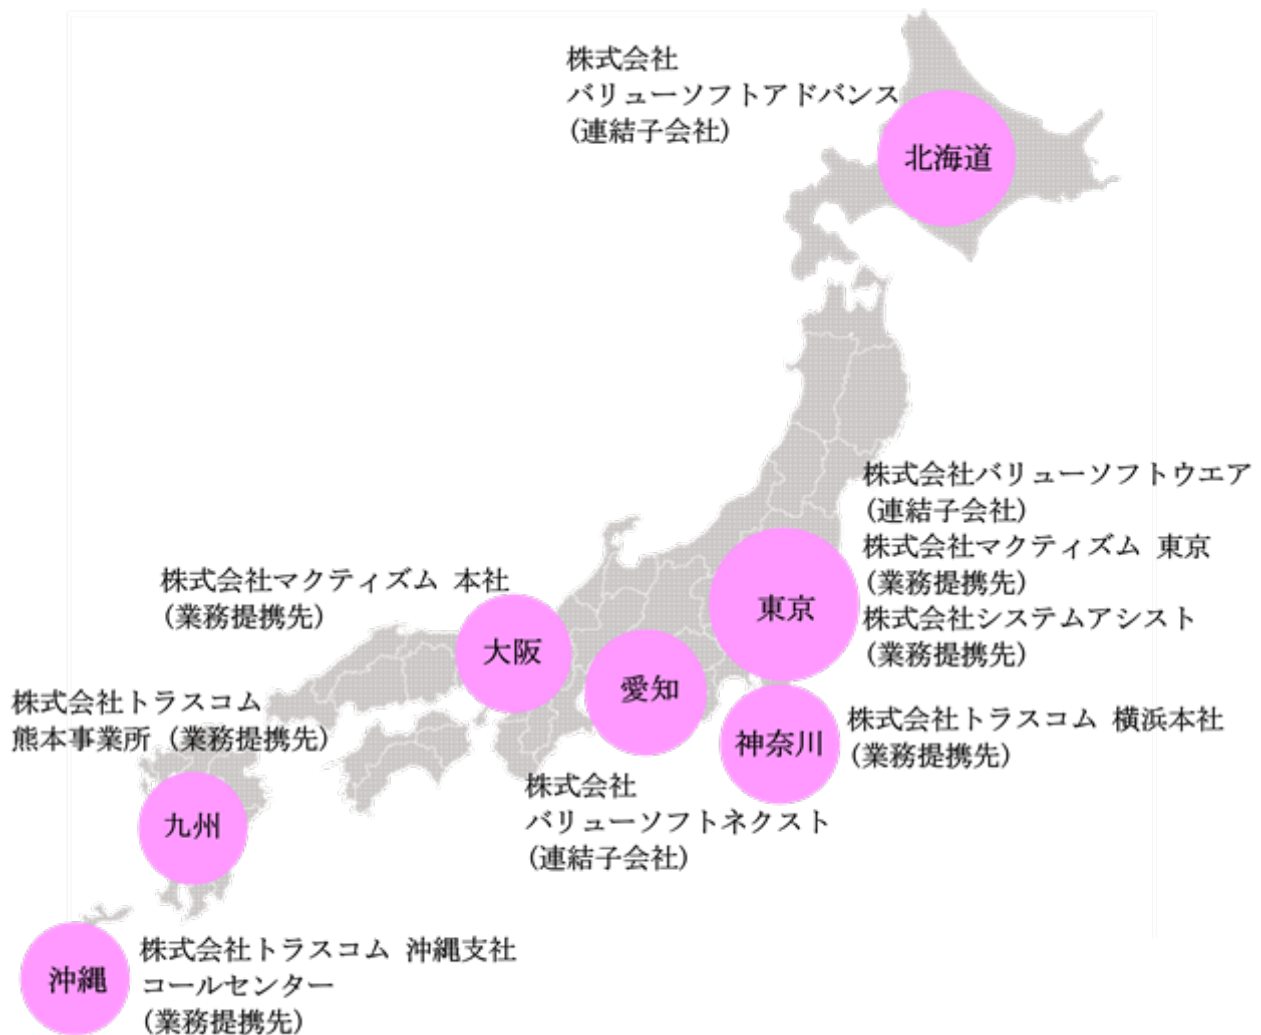 株式会社
バリューソフトアドバンス
(連結子会社)
北海道
株式会社バリューソフトウエア
(連結子会社)
株式会社マクティズム 東京
(業務提携先)
株式会社システムアシスト
(業務提携先)
東京
株式会社マクティズム 本社
(業務提携先)
大阪
愛知
株式会社
バリューソフトネクスト
(連結子会社)
神奈川
株式会社トラスコム 横浜本社
(業務提携先)
株式会社トラスコム
熊本事業所 (業務提携先)
九州
沖縄
株式会社トラスコム 沖縄支社
コールセンター
(業務提携先)